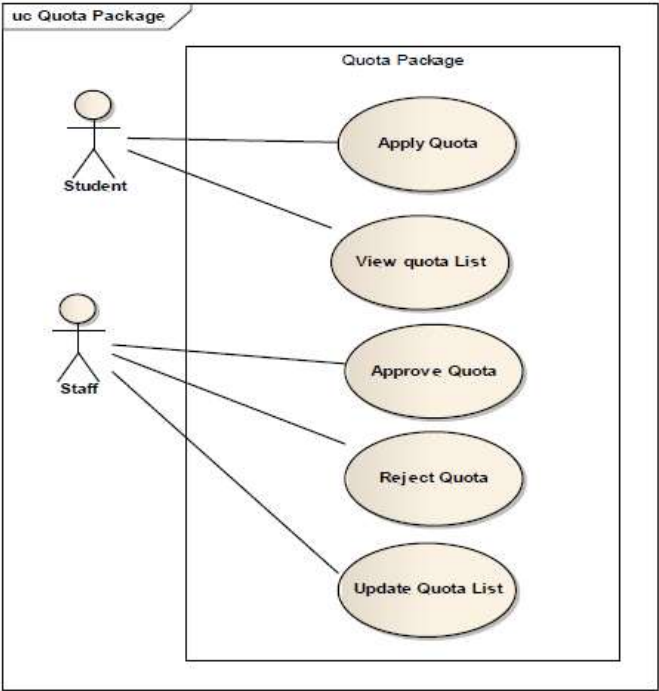 uc Quota Package
Quota Package
Student
Apply Quota
View quota List
Staff
Approve Quota
Reject Quota
Update Quota List